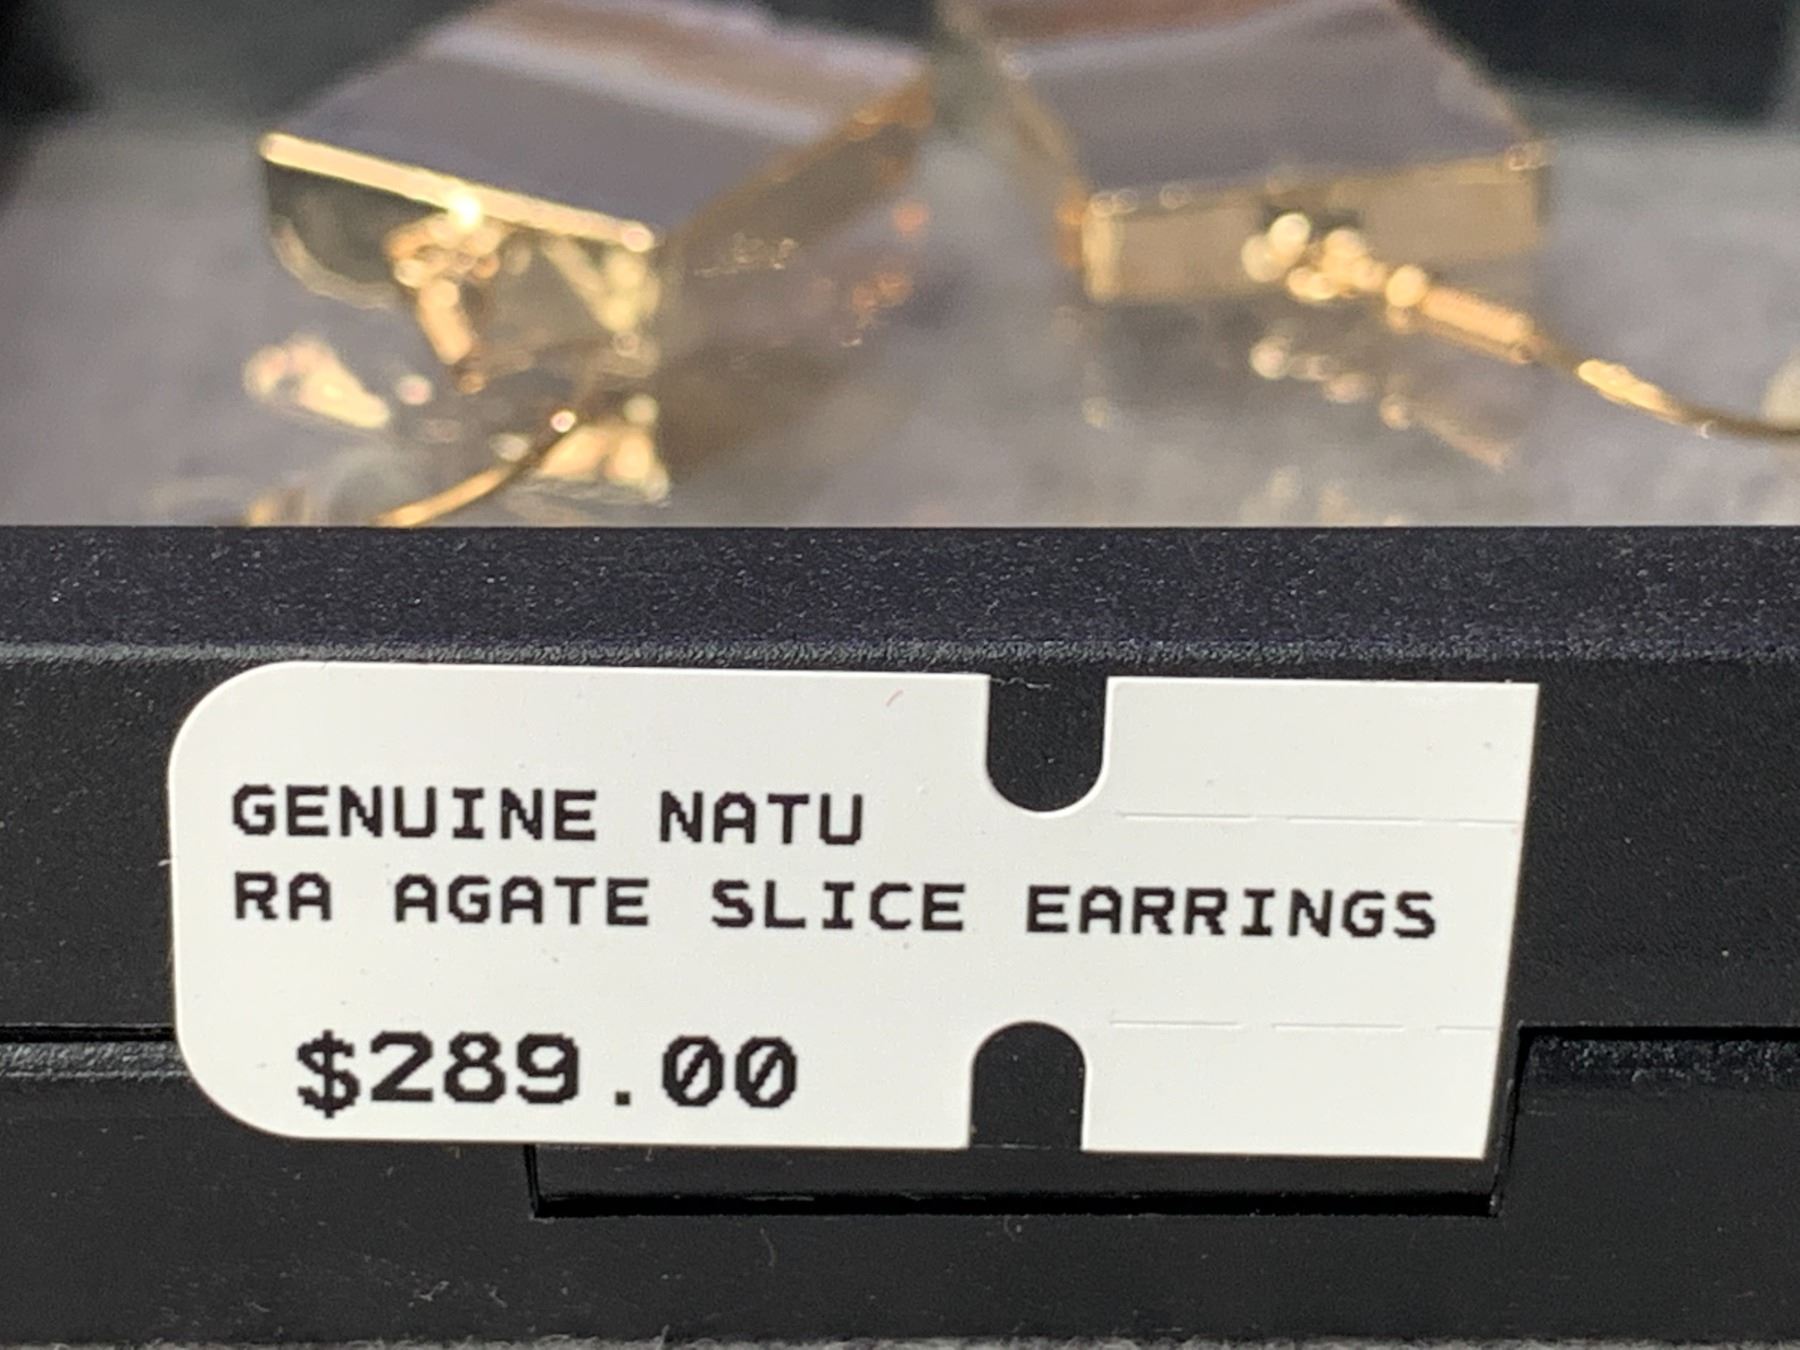 GENUINE NATU
RA AGATE SLICE EARRINGS
$289.00